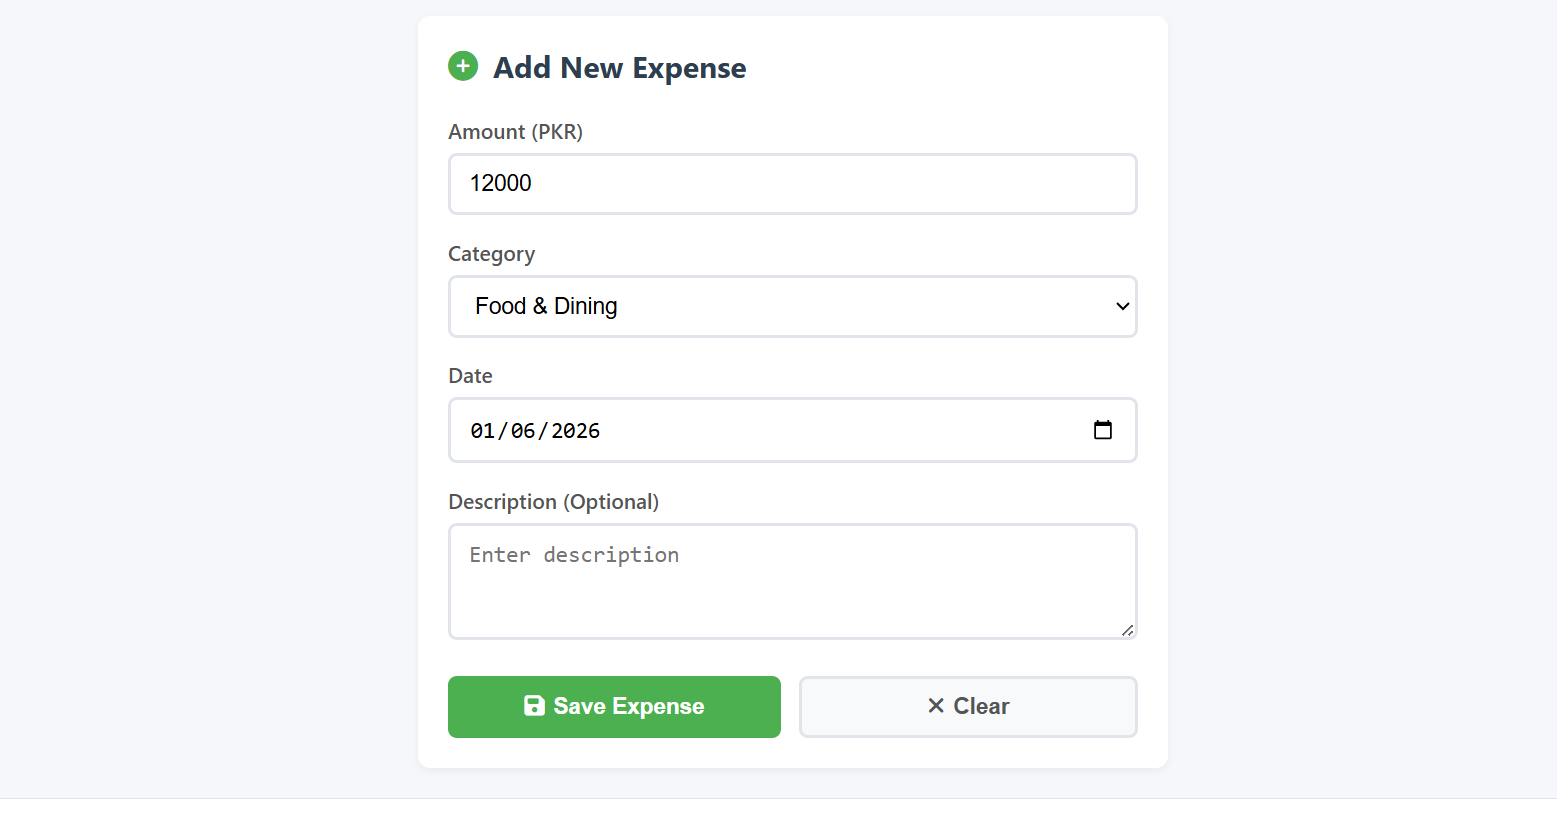 Add New Expense
Amount (PKR)
12000
Category
Food & Dining
Date
01/06/2026
Description (Optional)
Enter description
Save Expense
Clear